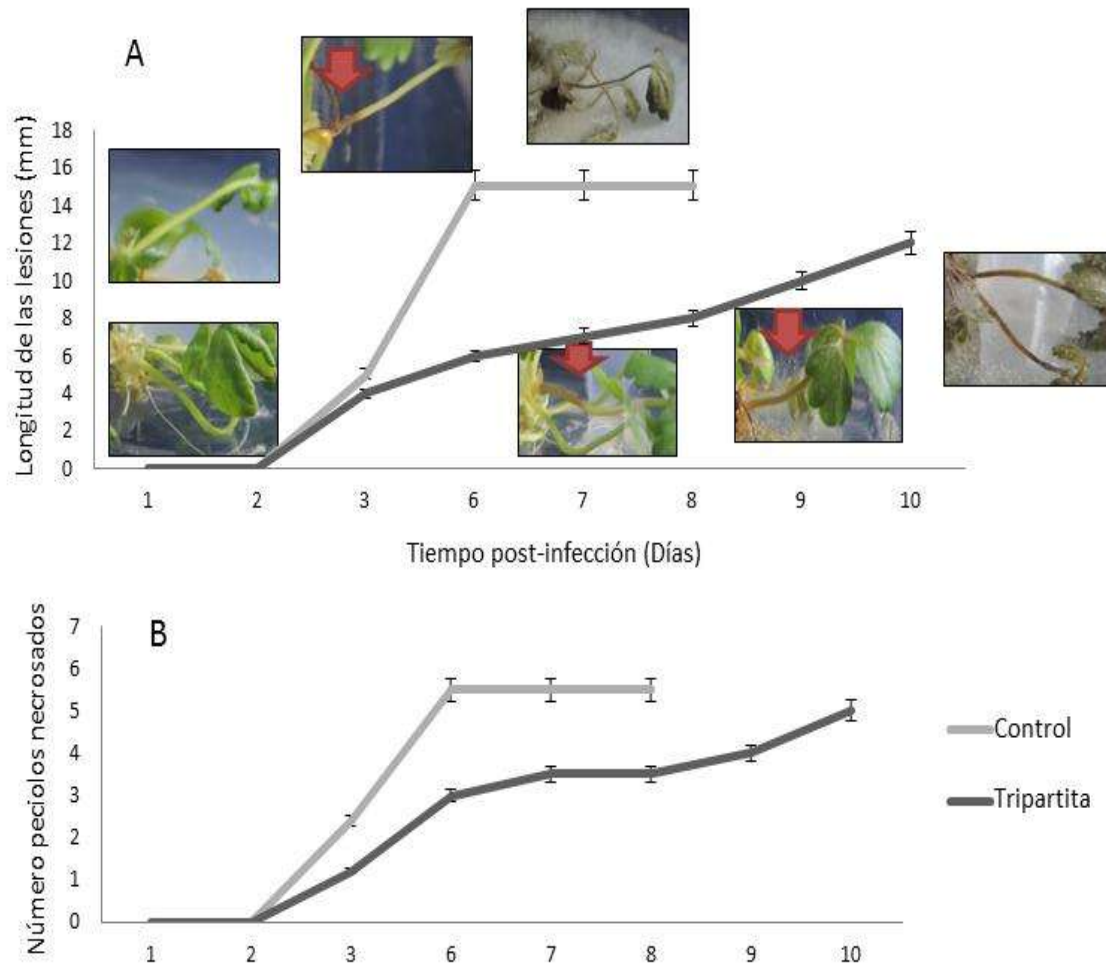 A
Longitud de las lesiones (mm)
18
16
14
12
10
8
6
4
2
0
1 2 3 6 7 8 9 10
Tiempo post-infección (Días)
B
Número peciolos necrosados
7
6
5
4
3
2
1
0
1 2 3 6 7 8 9 10
Control
Tripartita